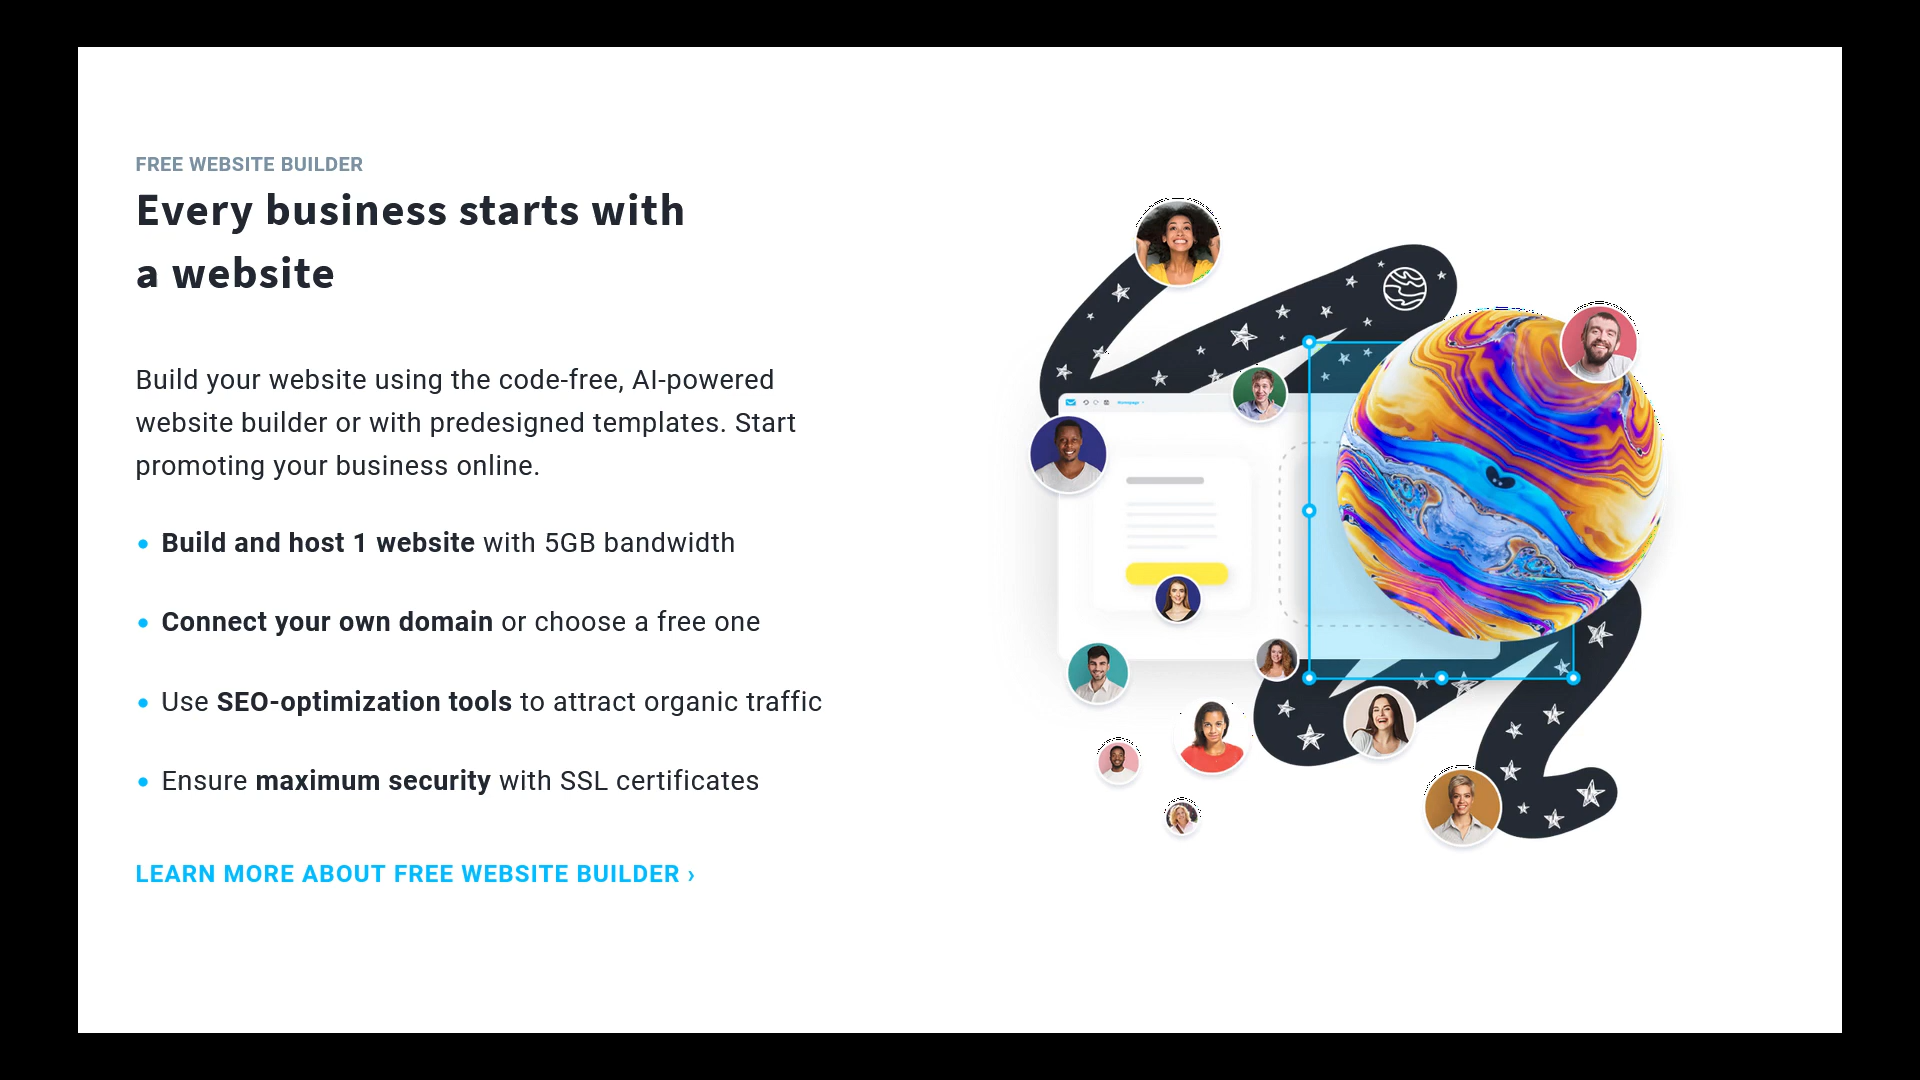 FREE WEBSITE BUILDER
Every business starts with
a website
Build your website using the code-free, AI-powered
website builder or with predesigned templates. Start
promoting your business online.
Build and host 1 website with 5GB bandwidth
Connect your own domain or choose a free one
Use SEO-optimization tools to attract organic traffic
Ensure maximum security with SSL certificates
LEARN MORE ABOUT FREE WEBSITE BUILDER ›
Homepage